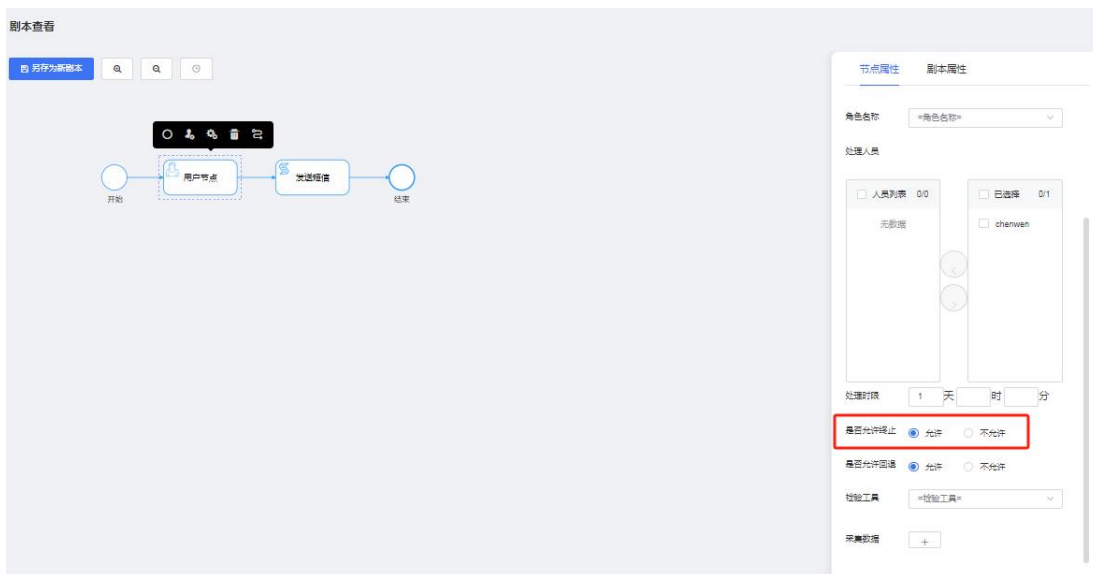 剧本查看
另存为新剧本
节点属性 剧本属性
角色名称 =角色名称=
处理人员
人员列表 0/0 已选择 0/1
无数据 chenwen
用户节点 发送短信
开始 结束
处理时限 1 天 时 分
是否允许终止 允许 不允许
是否允许回退 允许 不允许
检验工具 =检验工具=
采集数据 +